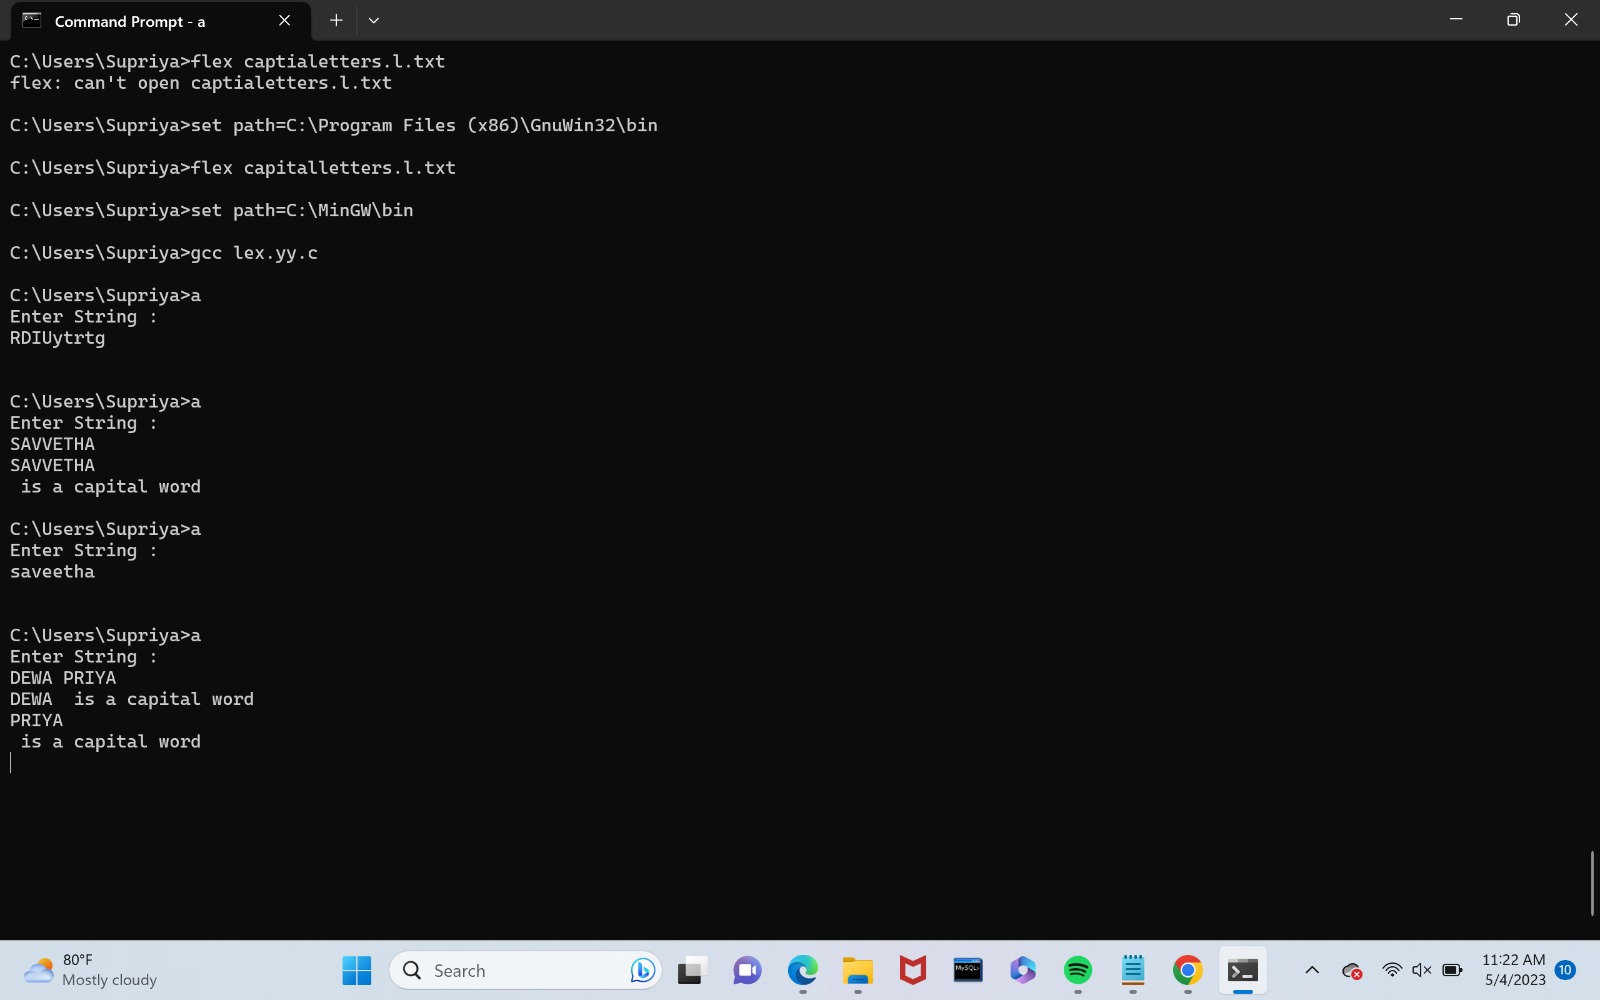 Command Prompt - a
C:\Users\Supriya>flex captialetters.l.txt
flex: can't open captialetters.l.txt
C:\Users\Supriya>set path=C:\Program Files (x86)\GnuWin32\bin
C:\Users\Supriya>flex capitalletters.l.txt
C:\Users\Supriya>set path=C:\MinGW\bin
C:\Users\Supriya>gcc lex.yy.c
C:\Users\Supriya>a
Enter String :
RDIUytrtg
C:\Users\Supriya>a
Enter String :
SAVVETHA
SAVVETHA
 is a capital word
C:\Users\Supriya>a
Enter String :
saveetha
C:\Users\Supriya>a
Enter String :
DEWA PRIYA
DEWA  is a capital word
PRIYA
 is a capital word
80°F
Mostly cloudy
Search
MySQL
11:22 AM
5/4/2023
10